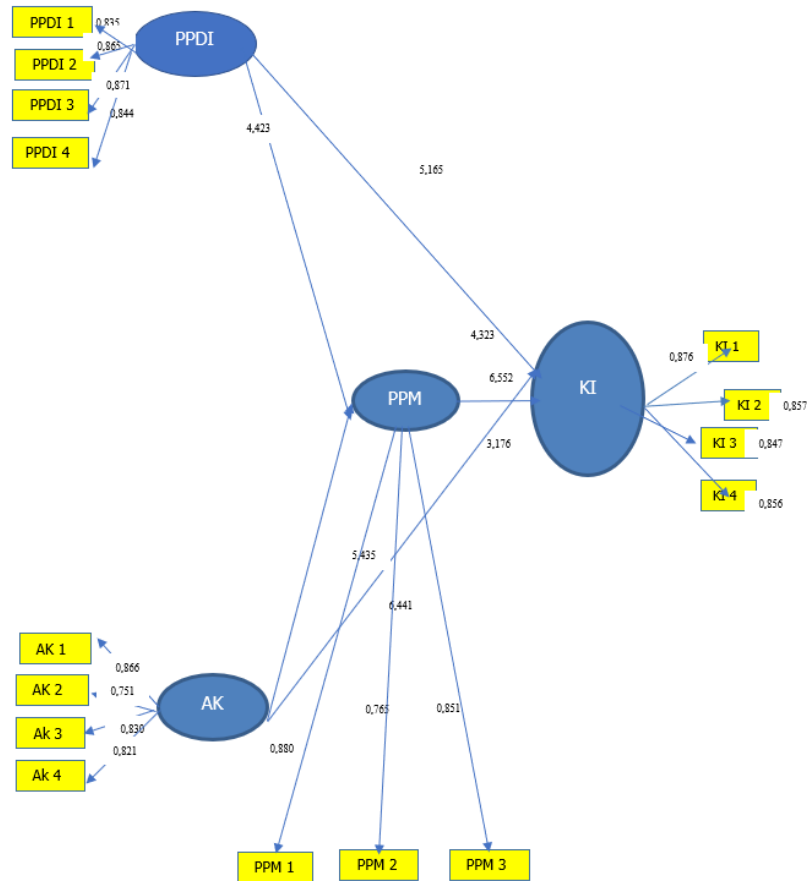 PPDI 1
0,835
PPDI
PPDI 2
0,865
0,871
PPDI 3
0,844
4,423
PPDI 4
5,165
4,323
KI 1
0,876
6,552
KI
PPM
KI 2
0,857
3,176
KI 3
0,847
KI 4
0,856
5,435
6,441
AK 1
0,866
AK 2
0,751
AK
0,765
0,851
Ak 3
0,830
0,821
0,880
Ak 4
PPM 1
PPM 2
PPM 3